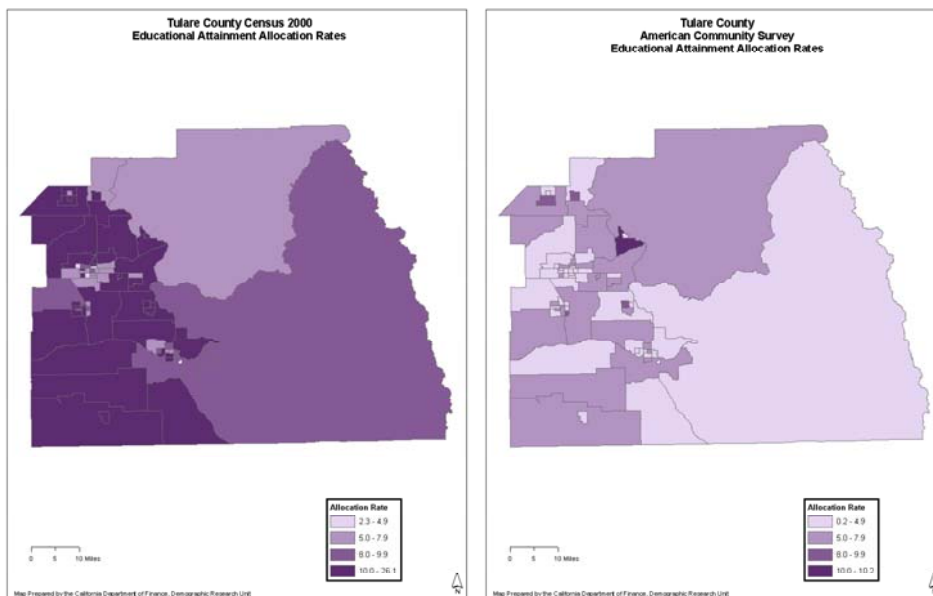 Tulare County Census 2000
Educational Attainment Allocation Rates
Allocation Rate
2.3 - 4.9
5.0 - 7.9
8.0 - 9.9
10.0 - 26.1
0 5 10 Miles
N
Map Prepared by the California Department of Finance, Demographic Research Unit
Tulare County
American Community Survey
Educational Attainment Allocation Rates
Allocation Rate
0.2 - 4.9
5.0 - 7.9
8.0 - 9.9
10.0 - 10.2
0 5 10 Miles
N
Map Prepared by the California Department of Finance, Demographic Research Unit